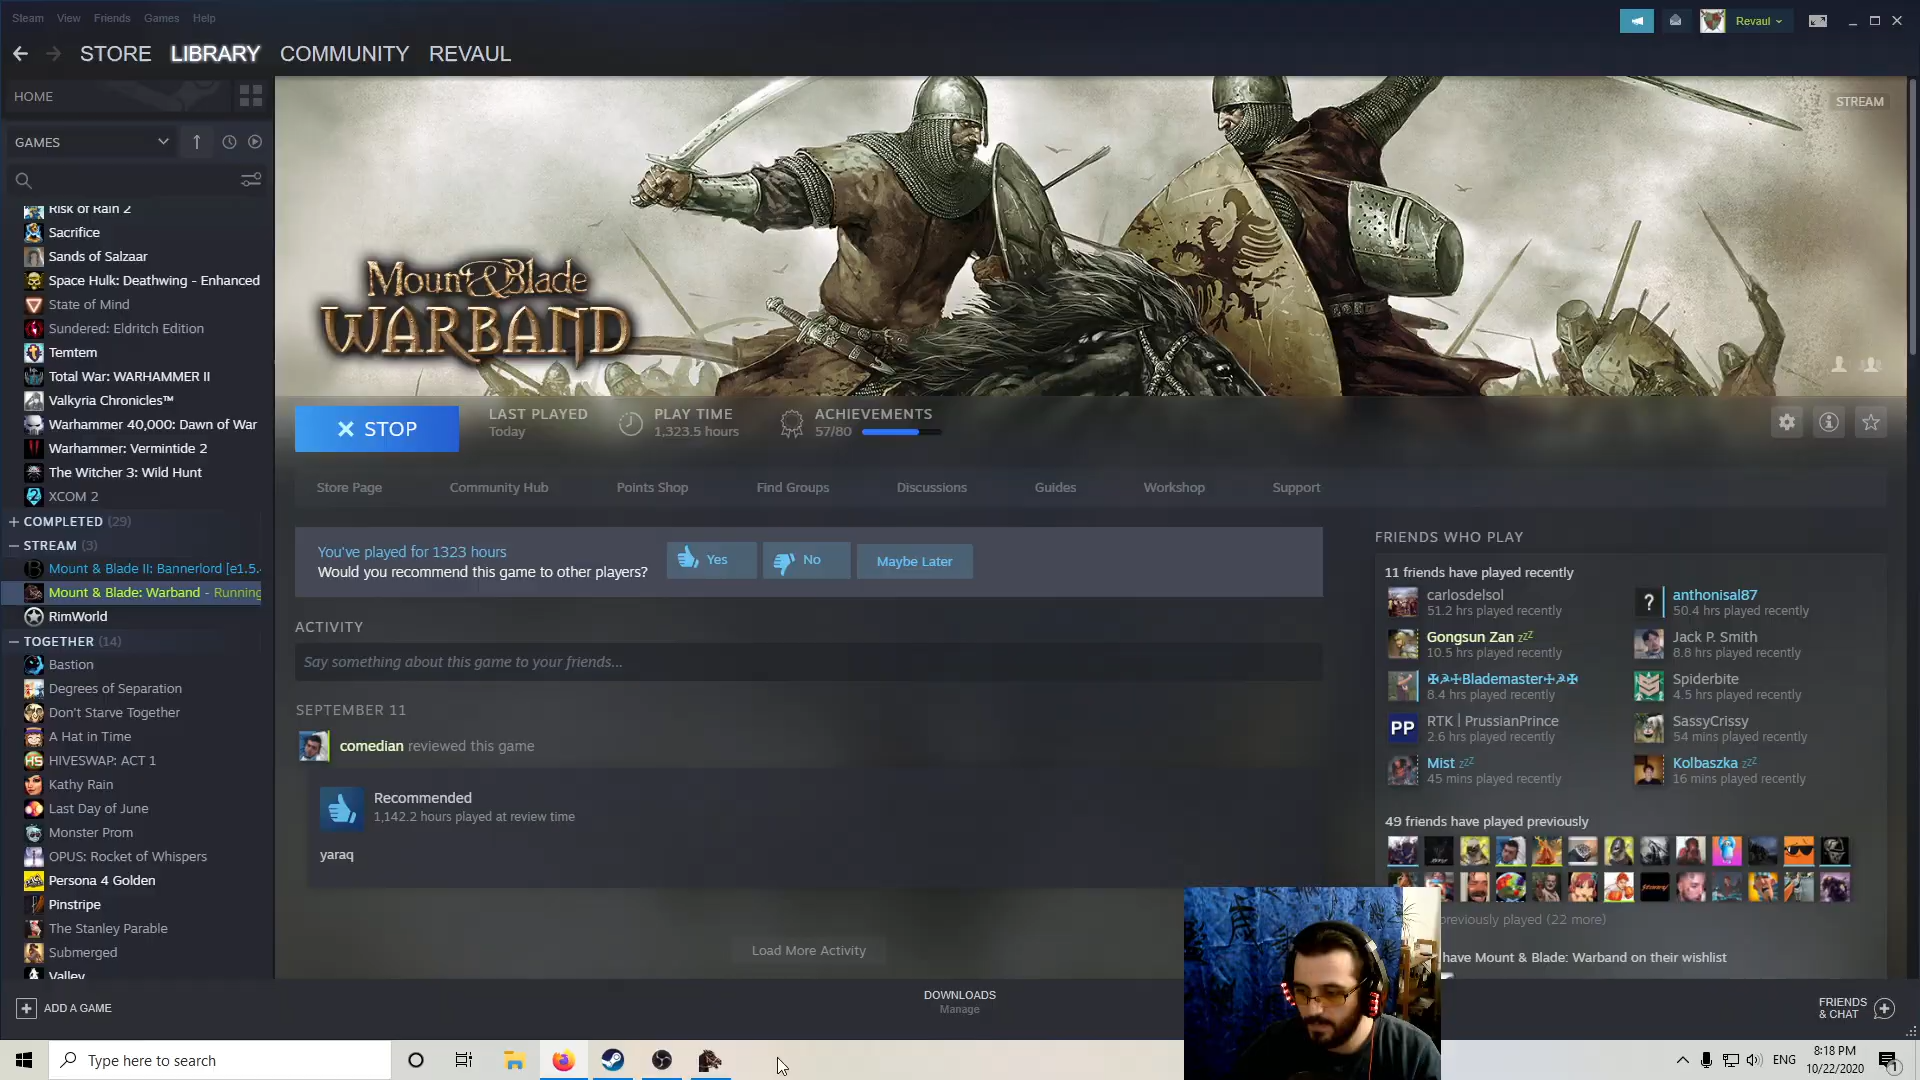 Steam View Friends Games Help
Revaul
STORE LIBRARY COMMUNITY REVAUL
HOME
STREAM
GAMES
Risk of Rain 2
Sacrifice
Sands of Salzaar
Space Hulk: Deathwing - Enhanced
State of Mind
Sundered: Eldritch Edition
Temtem
Total War: WARHAMMER II
Valkyria Chronicles™
Warhammer 40,000: Dawn of War
Warhammer: Vermintide 2
The Witcher 3: Wild Hunt
XCOM 2
+ COMPLETED (29)
– STREAM (3)
Mount & Blade II: Bannerlord [e1.5.
Mount & Blade: Warband - Running
RimWorld
– TOGETHER (14)
Bastion
Degrees of Separation
Don't Starve Together
A Hat in Time
HIVESWAP: ACT 1
Kathy Rain
Last Day of June
Monster Prom
OPUS: Rocket of Whispers
Persona 4 Golden
Pinstripe
The Stanley Parable
Submerged
Valley
ADD A GAME
Mount&Blade
WARBAND
STOP
LAST PLAYED
Today
PLAY TIME
1,323.5 hours
ACHIEVEMENTS
57/80
Store Page Community Hub Points Shop Find Groups Discussions Guides Workshop Support
You've played for 1323 hours
Would you recommend this game to other players?
Yes No Maybe Later
ACTIVITY
Say something about this game to your friends...
SEPTEMBER 11
comedian reviewed this game
Recommended
1,142.2 hours played at review time
yaraq
Load More Activity
FRIENDS WHO PLAY
11 friends have played recently
carlosdelsol
51.2 hrs played recently
anthonisal87
50.4 hrs played recently
Gongsun Zan zzZ
10.5 hrs played recently
Jack P. Smith
8.8 hrs played recently
✠☭☩Blademaster☩☭✠
8.4 hrs played recently
Spiderbite
4.5 hrs played recently
PP
RTK | PrussianPrince
2.6 hrs played recently
SassyCrissy
54 mins played recently
Mist zzZ
45 mins played recently
Kolbaszka zzZ
16 mins played recently
49 friends have played previously
previously played (22 more)
have Mount & Blade: Warband on their wishlist
DOWNLOADS
Manage
FRIENDS
& CHAT
Type here to search
ENG
8:18 PM
10/22/2020
1